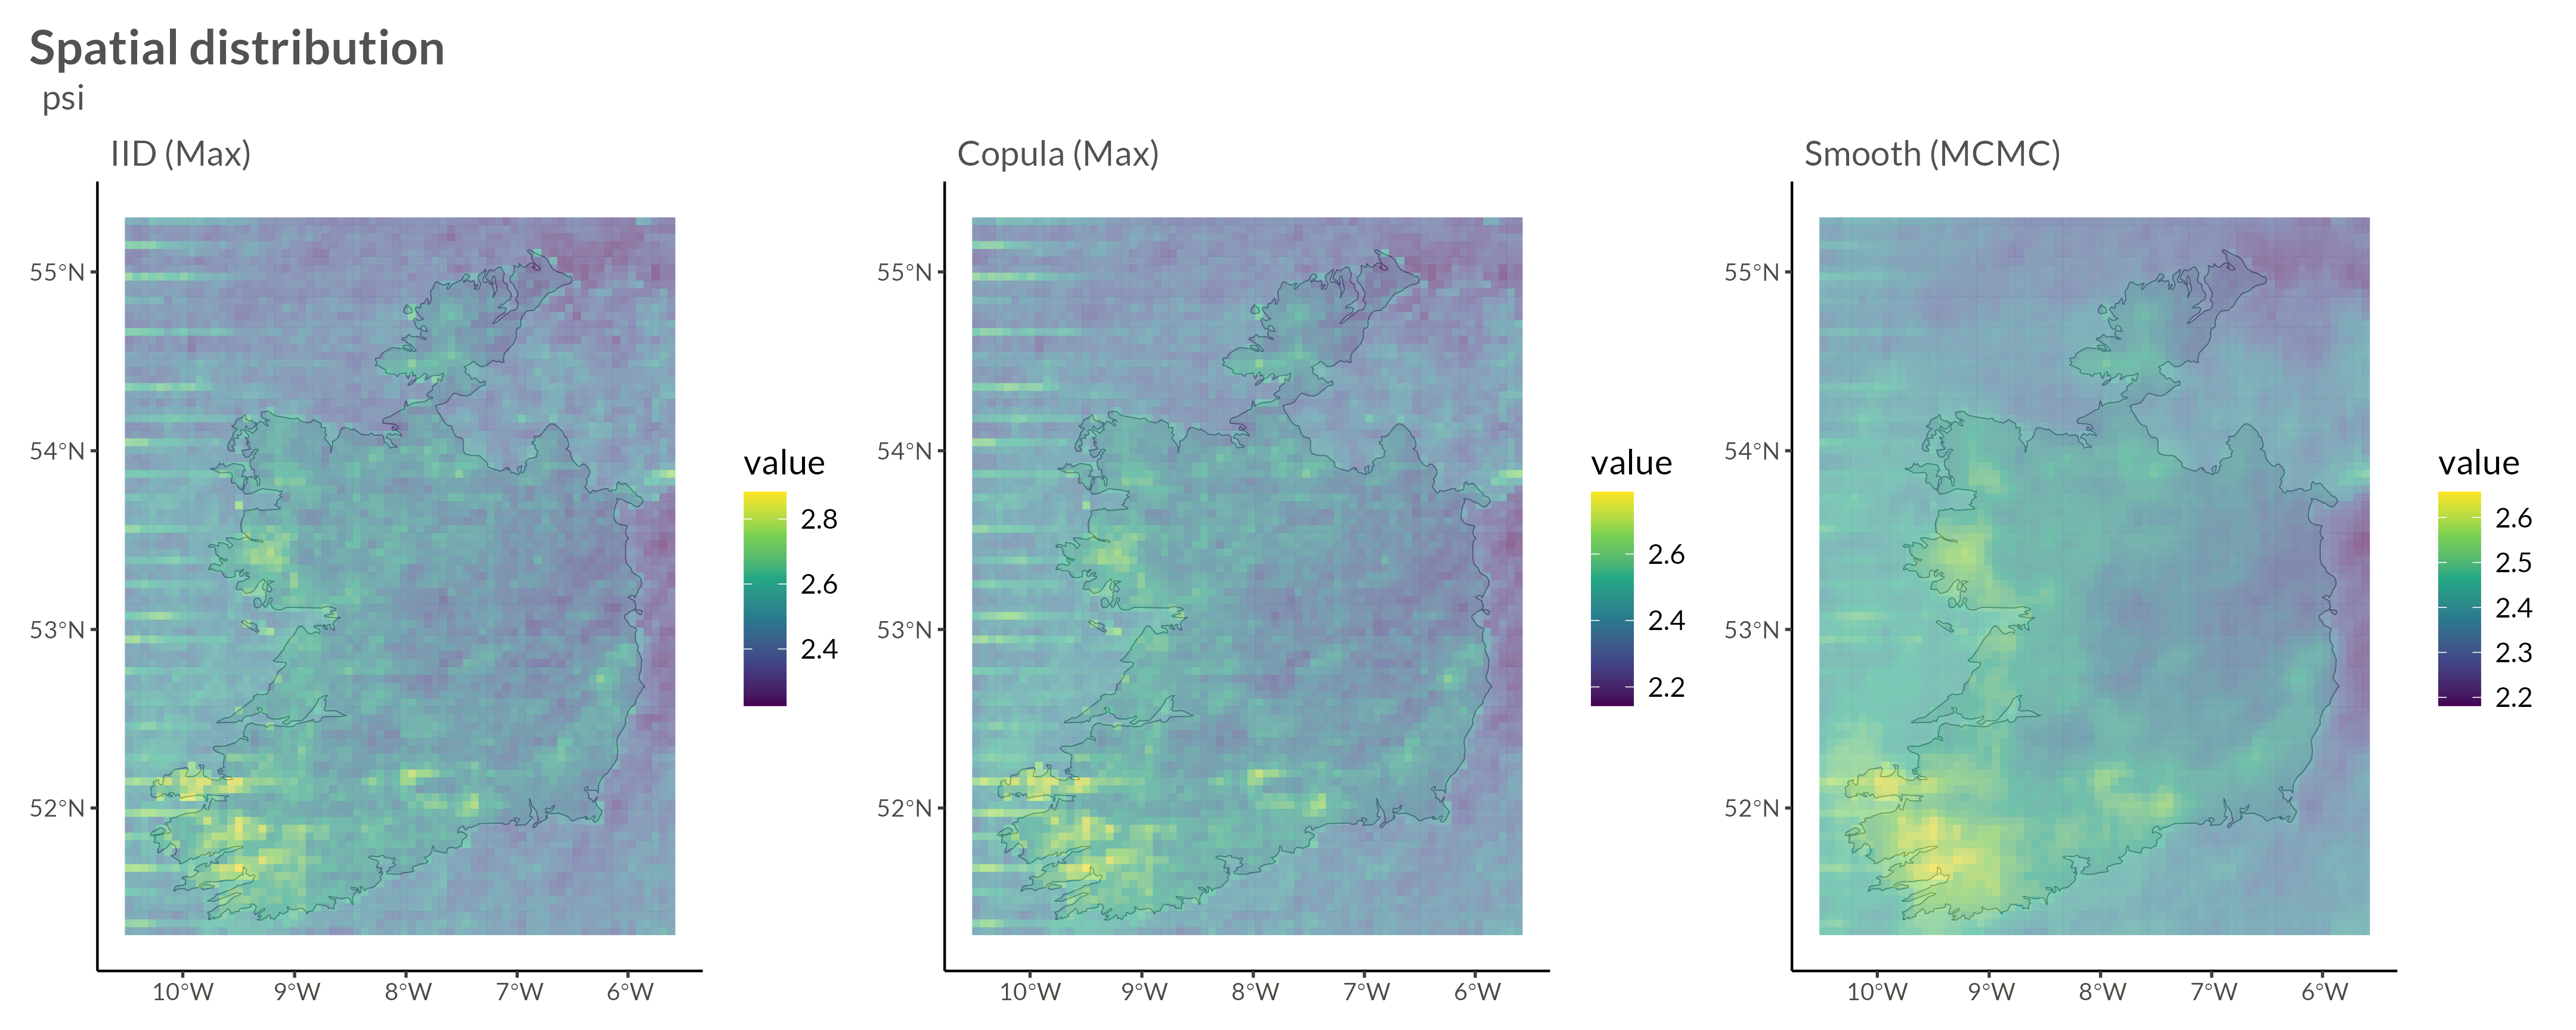 Spatial distribution
psi
IID (Max)
55°N
54°N
53°N
52°N
10°W 9°W 8°W 7°W 6°W
value
2.8
2.6
2.4
Copula (Max)
55°N
54°N
53°N
52°N
10°W 9°W 8°W 7°W 6°W
value
2.6
2.4
2.2
Smooth (MCMC)
55°N
54°N
53°N
52°N
10°W 9°W 8°W 7°W 6°W
value
2.6
2.5
2.4
2.3
2.2